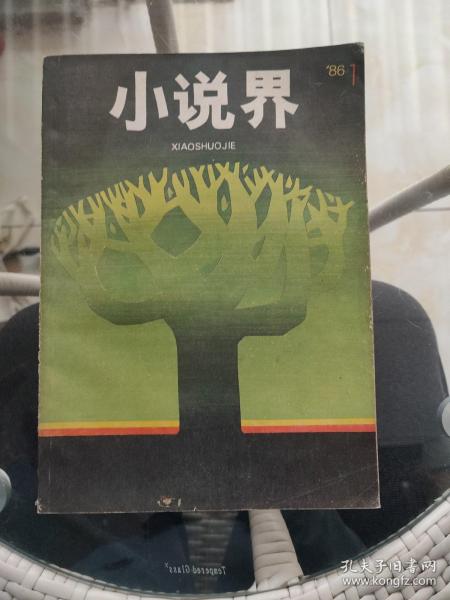 '86 1
小说界
XIAOSHUOJIE
Tempered Glass
孔夫子旧书网
www.kongfz.com